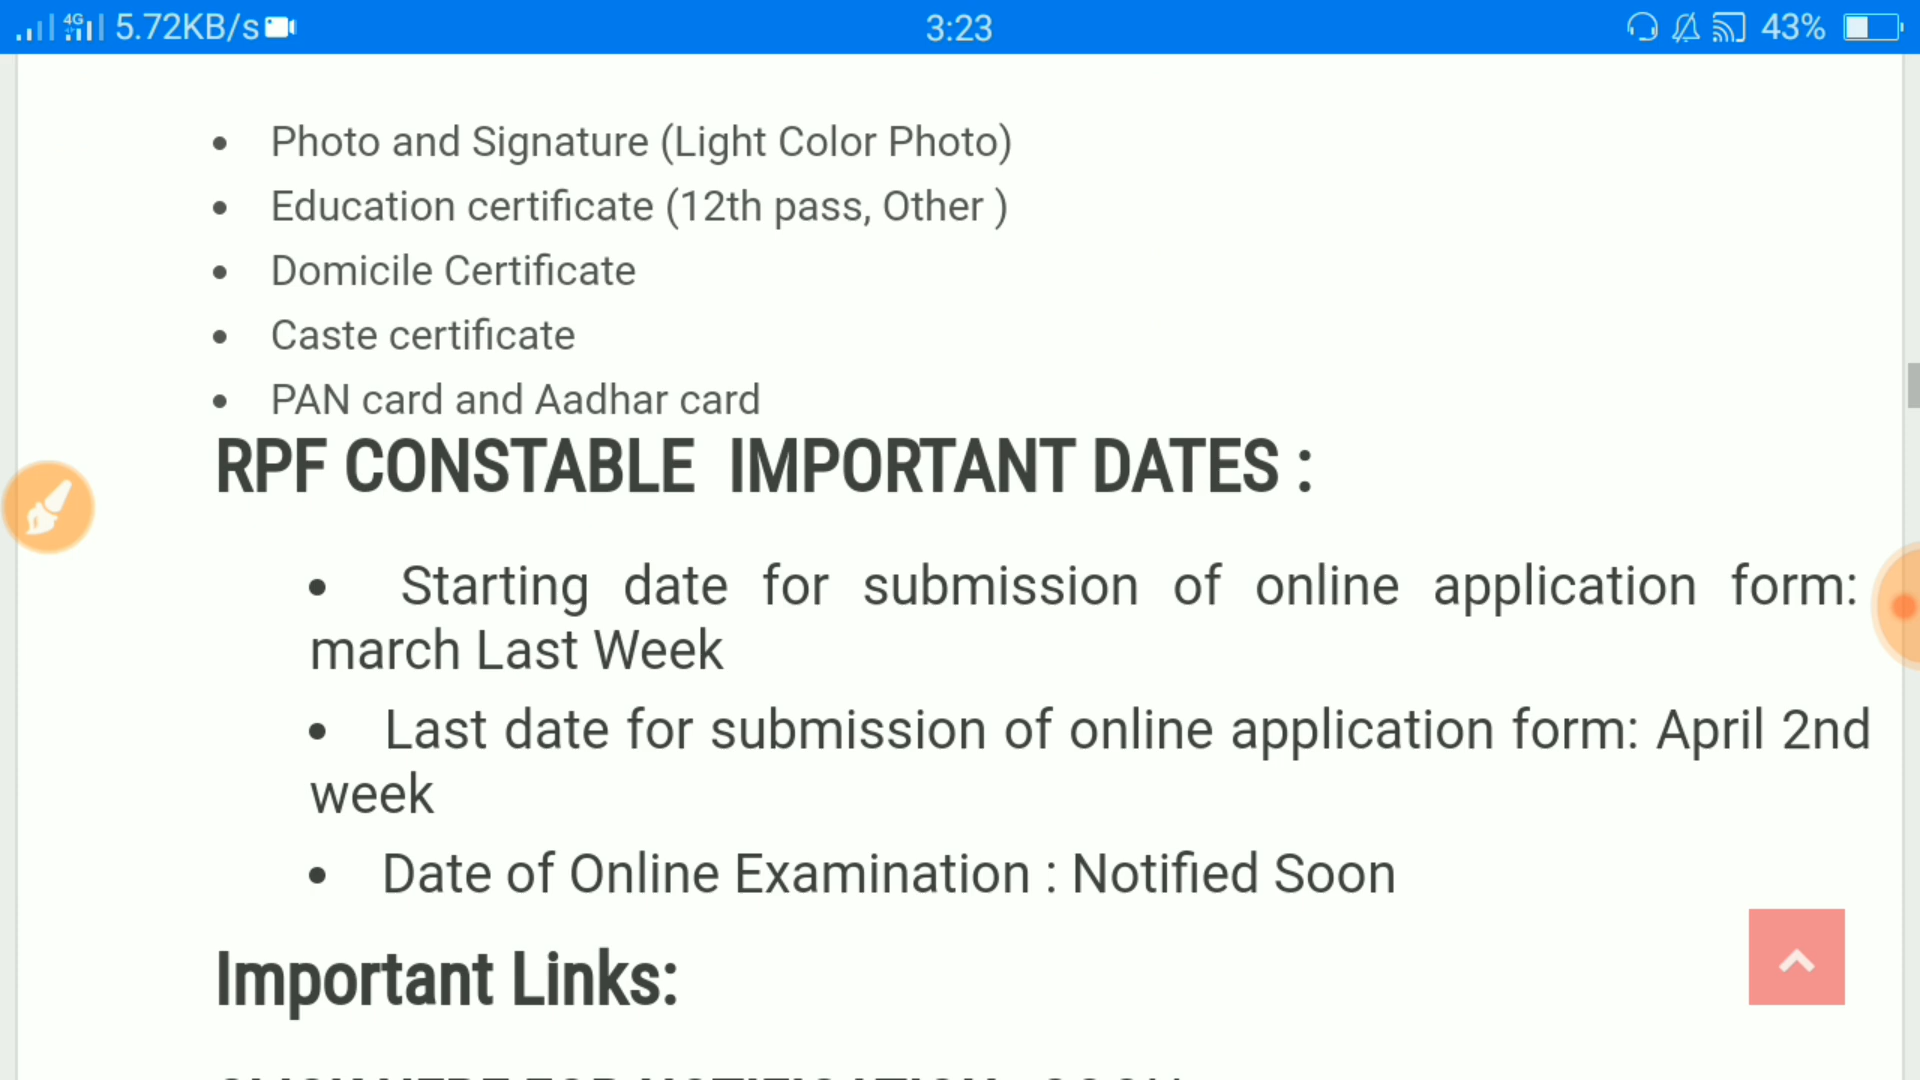 4G 5.72KB/s 3:23 43%
• Photo and Signature (Light Color Photo)
• Education certificate (12th pass, Other )
• Domicile Certificate
• Caste certificate
• PAN card and Aadhar card
RPF CONSTABLE IMPORTANT DATES :
• Starting date for submission of online application form:
march Last Week
• Last date for submission of online application form: April 2nd
week
• Date of Online Examination : Notified Soon
Important Links: